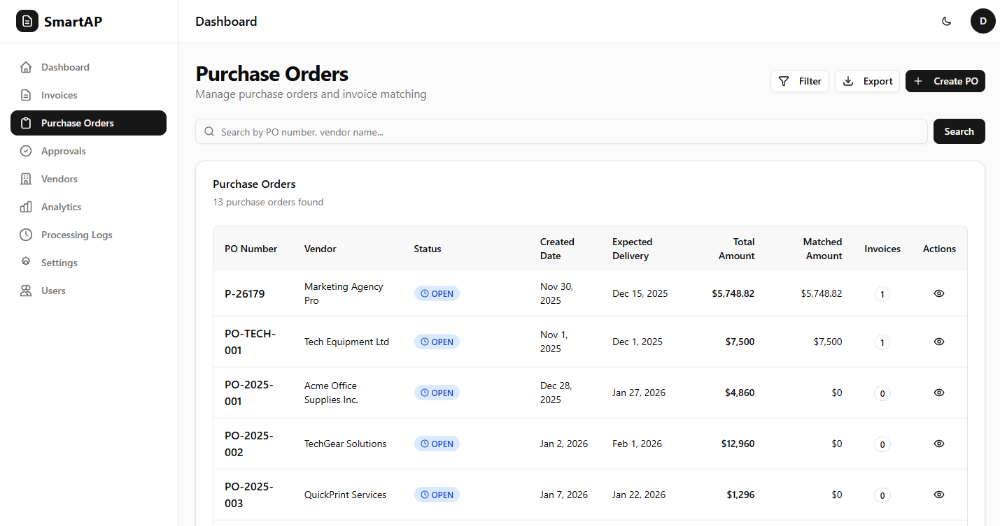 SmartAP
Dashboard
D
Dashboard
Invoices
Purchase Orders
Approvals
Vendors
Analytics
Processing Logs
Settings
Users
Purchase Orders
Manage purchase orders and invoice matching
Filter
Export
Create PO
Search by PO number, vendor name...
Search
Purchase Orders
13 purchase orders found
PO Number Vendor Status Created Date Expected Delivery Total Amount Matched Amount Invoices Actions
P-26179 Marketing Agency Pro OPEN Nov 30, 2025 Dec 15, 2025 $5,748.82 $5,748.82 1
PO-TECH-001 Tech Equipment Ltd OPEN Nov 1, 2025 Dec 1, 2025 $7,500 $7,500 1
PO-2025-001 Acme Office Supplies Inc. OPEN Dec 28, 2025 Jan 27, 2026 $4,860 $0 0
PO-2025-002 TechGear Solutions OPEN Jan 2, 2026 Feb 1, 2026 $12,960 $0 0
PO-2025-003 QuickPrint Services OPEN Jan 7, 2026 Jan 22, 2026 $1,296 $0 0